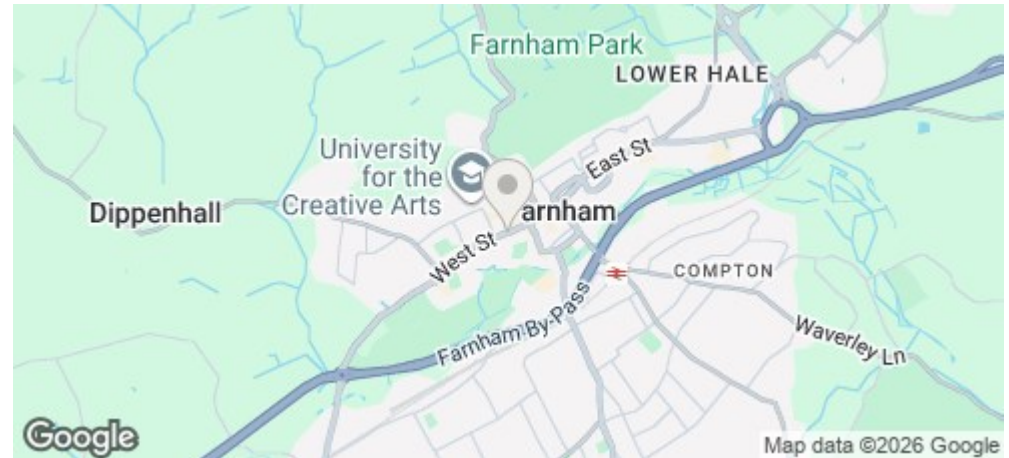 Farnham Park
LOWER HALE
University
for the
Creative Arts
East St
Dippenhall
arnham
West St
COMPTON
Farnham By-Pass
Waverley Ln
Google
Map data ©2026 Google